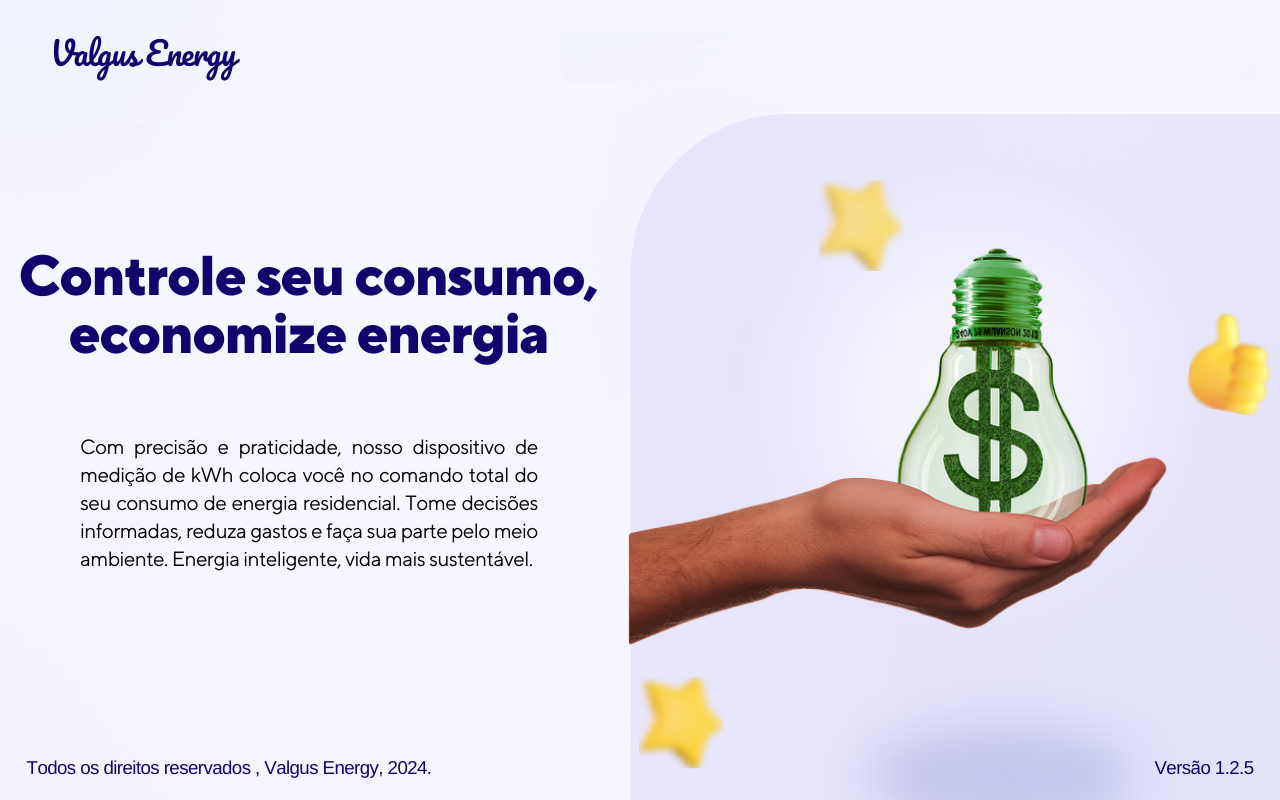 Valgus Energy
Controle seu consumo,
economize energia
Com precisão e praticidade, nosso dispositivo de
medição de kWh coloca você no comando total do
seu consumo de energia residencial. Tome decisões
informadas, reduza gastos e faça sua parte pelo meio
ambiente. Energia inteligente, vida mais sustentável.
Todos os direitos reservados , Valgus Energy, 2024.
Versão 1.2.5